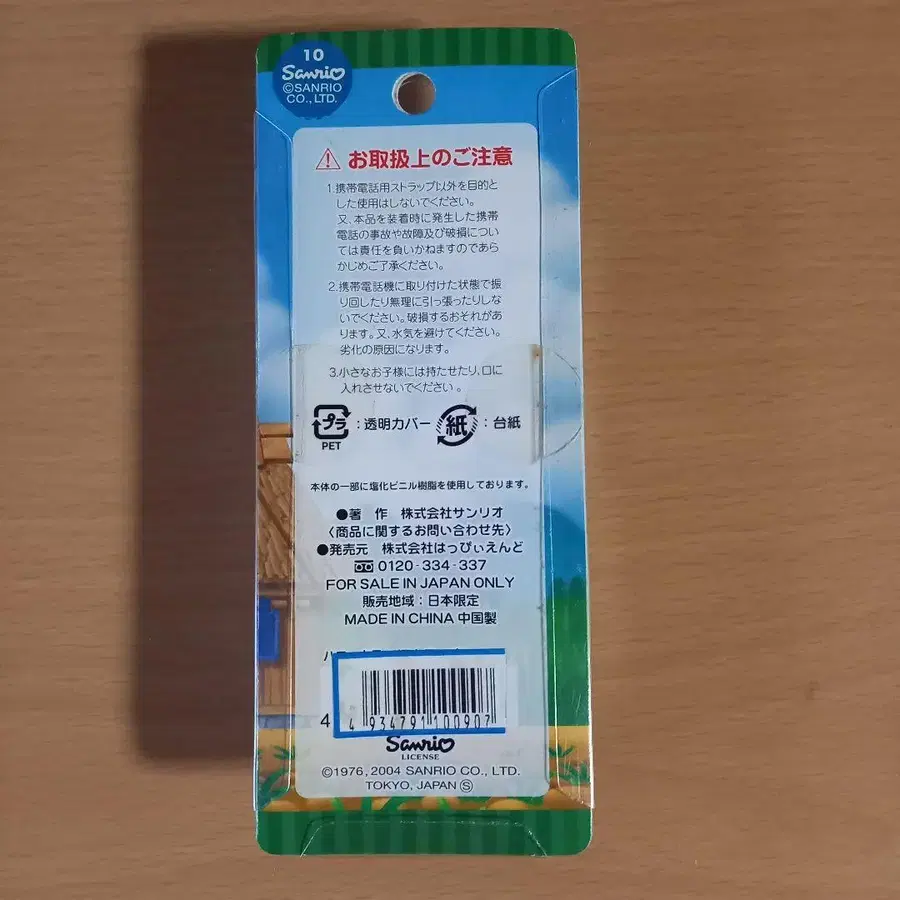 10
Sanrio
©SANRIO
CO., LTD.
お取扱上のご注意
1.携帯電話用ストラップ以外を目的と
した使用はしないでください。
又、本品を装着時に発生した携帯
電話の事故や故障及び破損につい
ては責任を負いかねますのであら
かじめご了承ください。
2.携帯電話機に取り付けた状態で振
り回したり無理に引っ張ったりしな
いでください。破損するおそれがあ
ります。又、水気を避けてください。
劣化の原因になります。
3.小さなお子様には持たせたり、口に
入れさせないでください。
プラ :透明カバー 紙 :台紙
PET
本体の一部に塩化ビニル樹脂を使用しております。
●著 作 株式会社サンリオ
〈商品に関するお問い合わせ先〉
●発売元 株式会社はっぴぃえんど
0120-334-337
FOR SALE IN JAPAN ONLY
販売地域:日本限定
MADE IN CHINA 中国製
4
4 934791 100907
Sanrio
LICENSE
©1976, 2004 SANRIO CO., LTD.
TOKYO, JAPAN Ⓢ